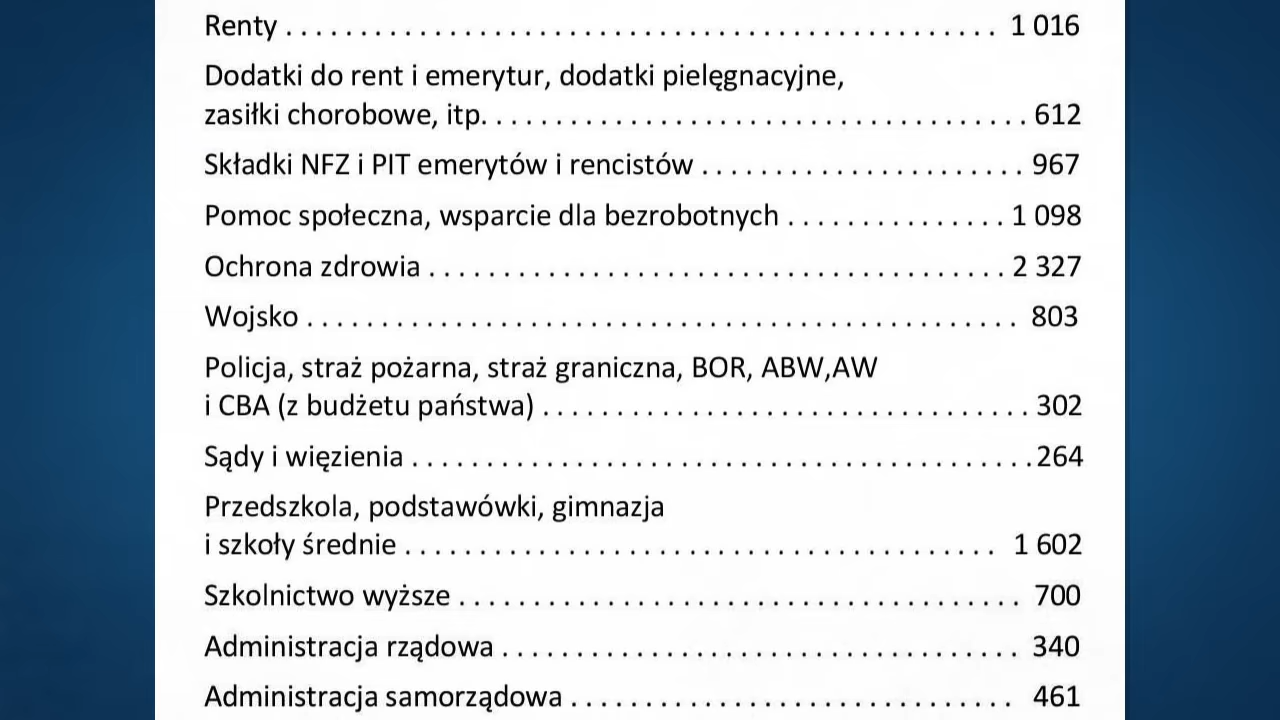 Renty . . . . . . . . . . . . . . . . . . . . . . . . . . . . . . . . . . . . . . . . . . . . . . . 1 016
Dodatki do rent i emerytur, dodatki pielęgnacyjne,
zasiłki chorobowe, itp. . . . . . . . . . . . . . . . . . . . . . . . . . . . . . . . . . . . 612
Składki NFZ i PIT emerytów i rencistów . . . . . . . . . . . . . . . . . . . . . . 967
Pomoc społeczna, wsparcie dla bezrobotnych . . . . . . . . . . . . . . . 1 098
Ochrona zdrowia . . . . . . . . . . . . . . . . . . . . . . . . . . . . . . . . . . . . . . 2 327
Wojsko . . . . . . . . . . . . . . . . . . . . . . . . . . . . . . . . . . . . . . . . . . . . . . . 803
Policja, straż pożarna, straż graniczna, BOR, ABW,AW
i CBA (z budżetu państwa) . . . . . . . . . . . . . . . . . . . . . . . . . . . . . . . . 302
Sądy i więzienia . . . . . . . . . . . . . . . . . . . . . . . . . . . . . . . . . . . . . . . . .264
Przedszkola, podstawówki, gimnazja
i szkoły średnie . . . . . . . . . . . . . . . . . . . . . . . . . . . . . . . . . . . . . . . 1 602
Szkolnictwo wyższe . . . . . . . . . . . . . . . . . . . . . . . . . . . . . . . . . . . . . 700
Administracja rządowa . . . . . . . . . . . . . . . . . . . . . . . . . . . . . . . . . . 340
Administracja samorządowa . . . . . . . . . . . . . . . . . . . . . . . . . . . . . 461